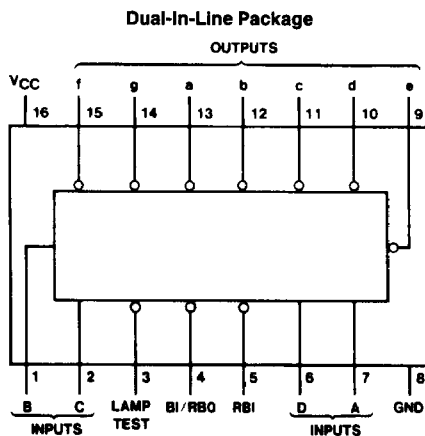 Dual-In-Line Package
OUTPUTS
VCC f g a b c d e
16 15 14 13 12 11 10 9
1 2 3 4 5 6 7 8
B C LAMP TEST BI/RBO RBI D A GND
INPUTS INPUTS